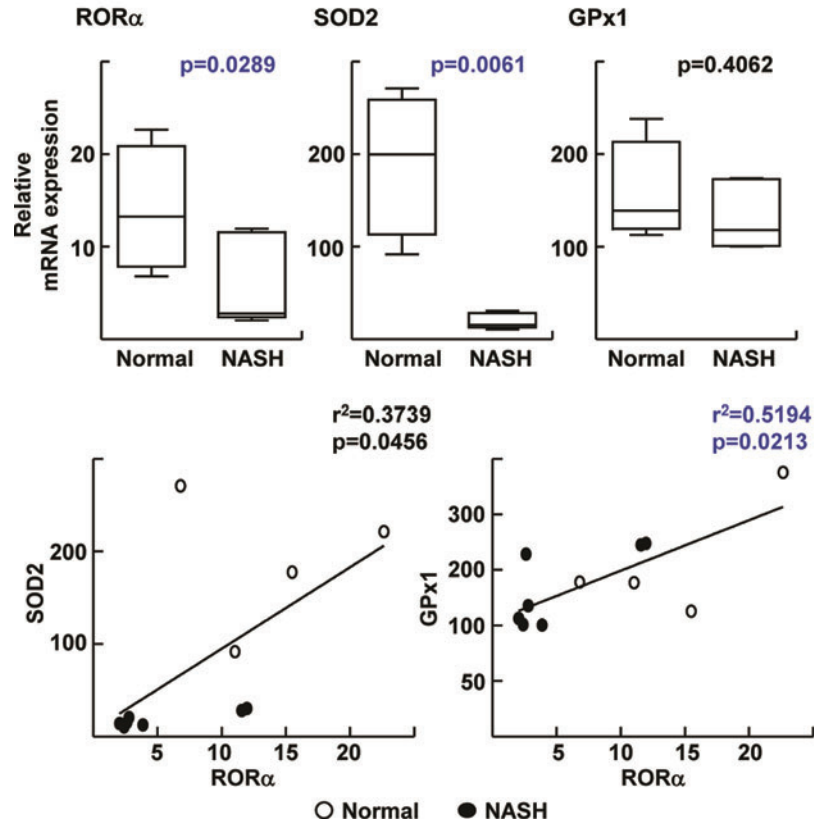 RORα SOD2 GPx1
p=0.0289 p=0.0061 p=0.4062
Relative
mRNA expression
20 200 200
10 100 100
Normal NASH Normal NASH Normal NASH
r²=0.3739 r²=0.5194
p=0.0456 p=0.0213
SOD2
200
100
5 10 15 20
RORα
GPx1
300
200
100
50
5 10 15 20
RORα
Normal NASH